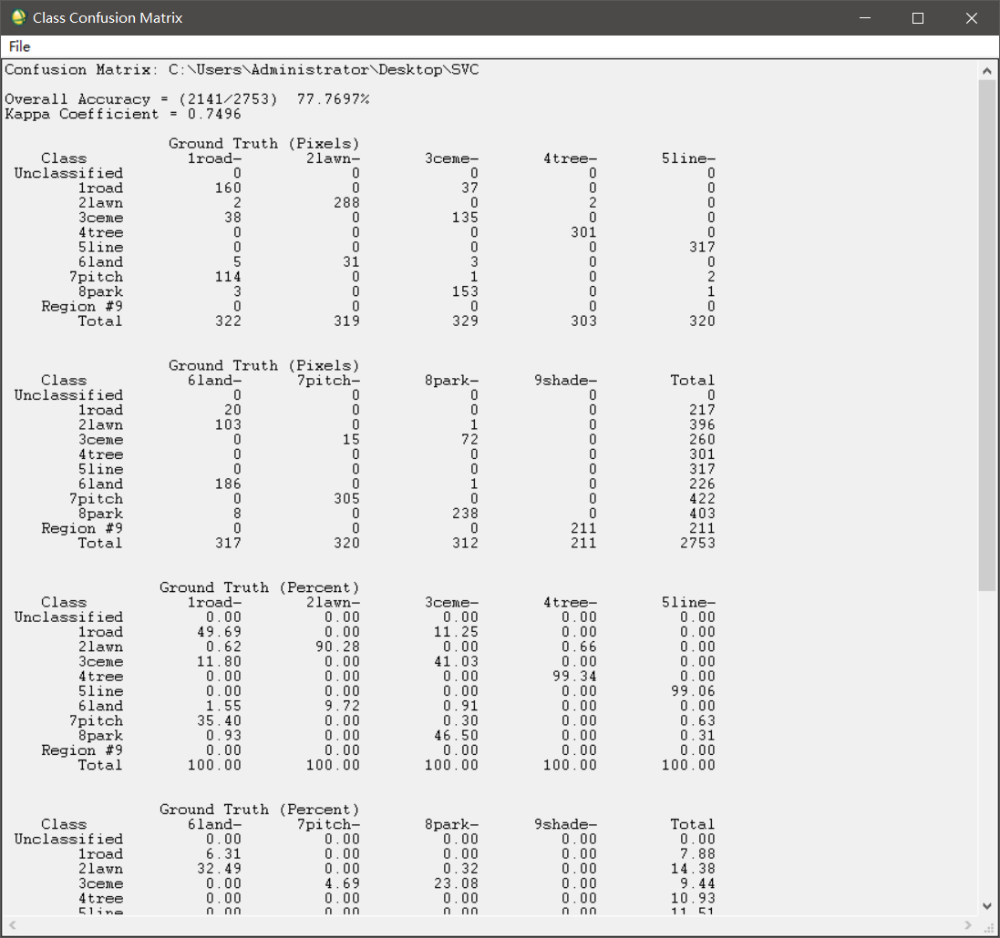 Class Confusion Matrix
File
Confusion Matrix: C:\Users\Administrator\Desktop\SVC
Overall Accuracy = (2141/2753) 77.7697%
Kappa Coefficient = 0.7496
Ground Truth (Pixels)
Class 1road- 2lawn- 3ceme- 4tree- 5line-
Unclassified 0 0 0 0 0
1road 160 0 37 0 0
2lawn 2 288 0 2 0
3ceme 38 0 135 0 0
4tree 0 0 0 301 0
5line 0 0 0 0 317
6land 5 31 3 0 0
7pitch 114 0 1 0 2
8park 3 0 153 0 1
Region #9 0 0 0 0 0
Total 322 319 329 303 320
Ground Truth (Pixels)
Class 6land- 7pitch- 8park- 9shade- Total
Unclassified 0 0 0 0 0
1road 20 0 0 0 217
2lawn 103 0 1 0 396
3ceme 0 15 72 0 260
4tree 0 0 0 0 301
5line 0 0 0 0 317
6land 186 0 1 0 226
7pitch 0 305 0 0 422
8park 8 0 238 0 403
Region #9 0 0 0 211 211
Total 317 320 312 211 2753
Ground Truth (Percent)
Class 1road- 2lawn- 3ceme- 4tree- 5line-
Unclassified 0.00 0.00 0.00 0.00 0.00
1road 49.69 0.00 11.25 0.00 0.00
2lawn 0.62 90.28 0.00 0.66 0.00
3ceme 11.80 0.00 41.03 0.00 0.00
4tree 0.00 0.00 0.00 99.34 0.00
5line 0.00 0.00 0.00 0.00 99.06
6land 1.55 9.72 0.91 0.00 0.00
7pitch 35.40 0.00 0.30 0.00 0.63
8park 0.93 0.00 46.50 0.00 0.31
Region #9 0.00 0.00 0.00 0.00 0.00
Total 100.00 100.00 100.00 100.00 100.00
Ground Truth (Percent)
Class 6land- 7pitch- 8park- 9shade- Total
Unclassified 0.00 0.00 0.00 0.00 0.00
1road 6.31 0.00 0.00 0.00 7.88
2lawn 32.49 0.00 0.32 0.00 14.38
3ceme 0.00 4.69 23.08 0.00 9.44
4tree 0.00 0.00 0.00 0.00 10.93
5line 0.00 0.00 0.00 0.00 11.51